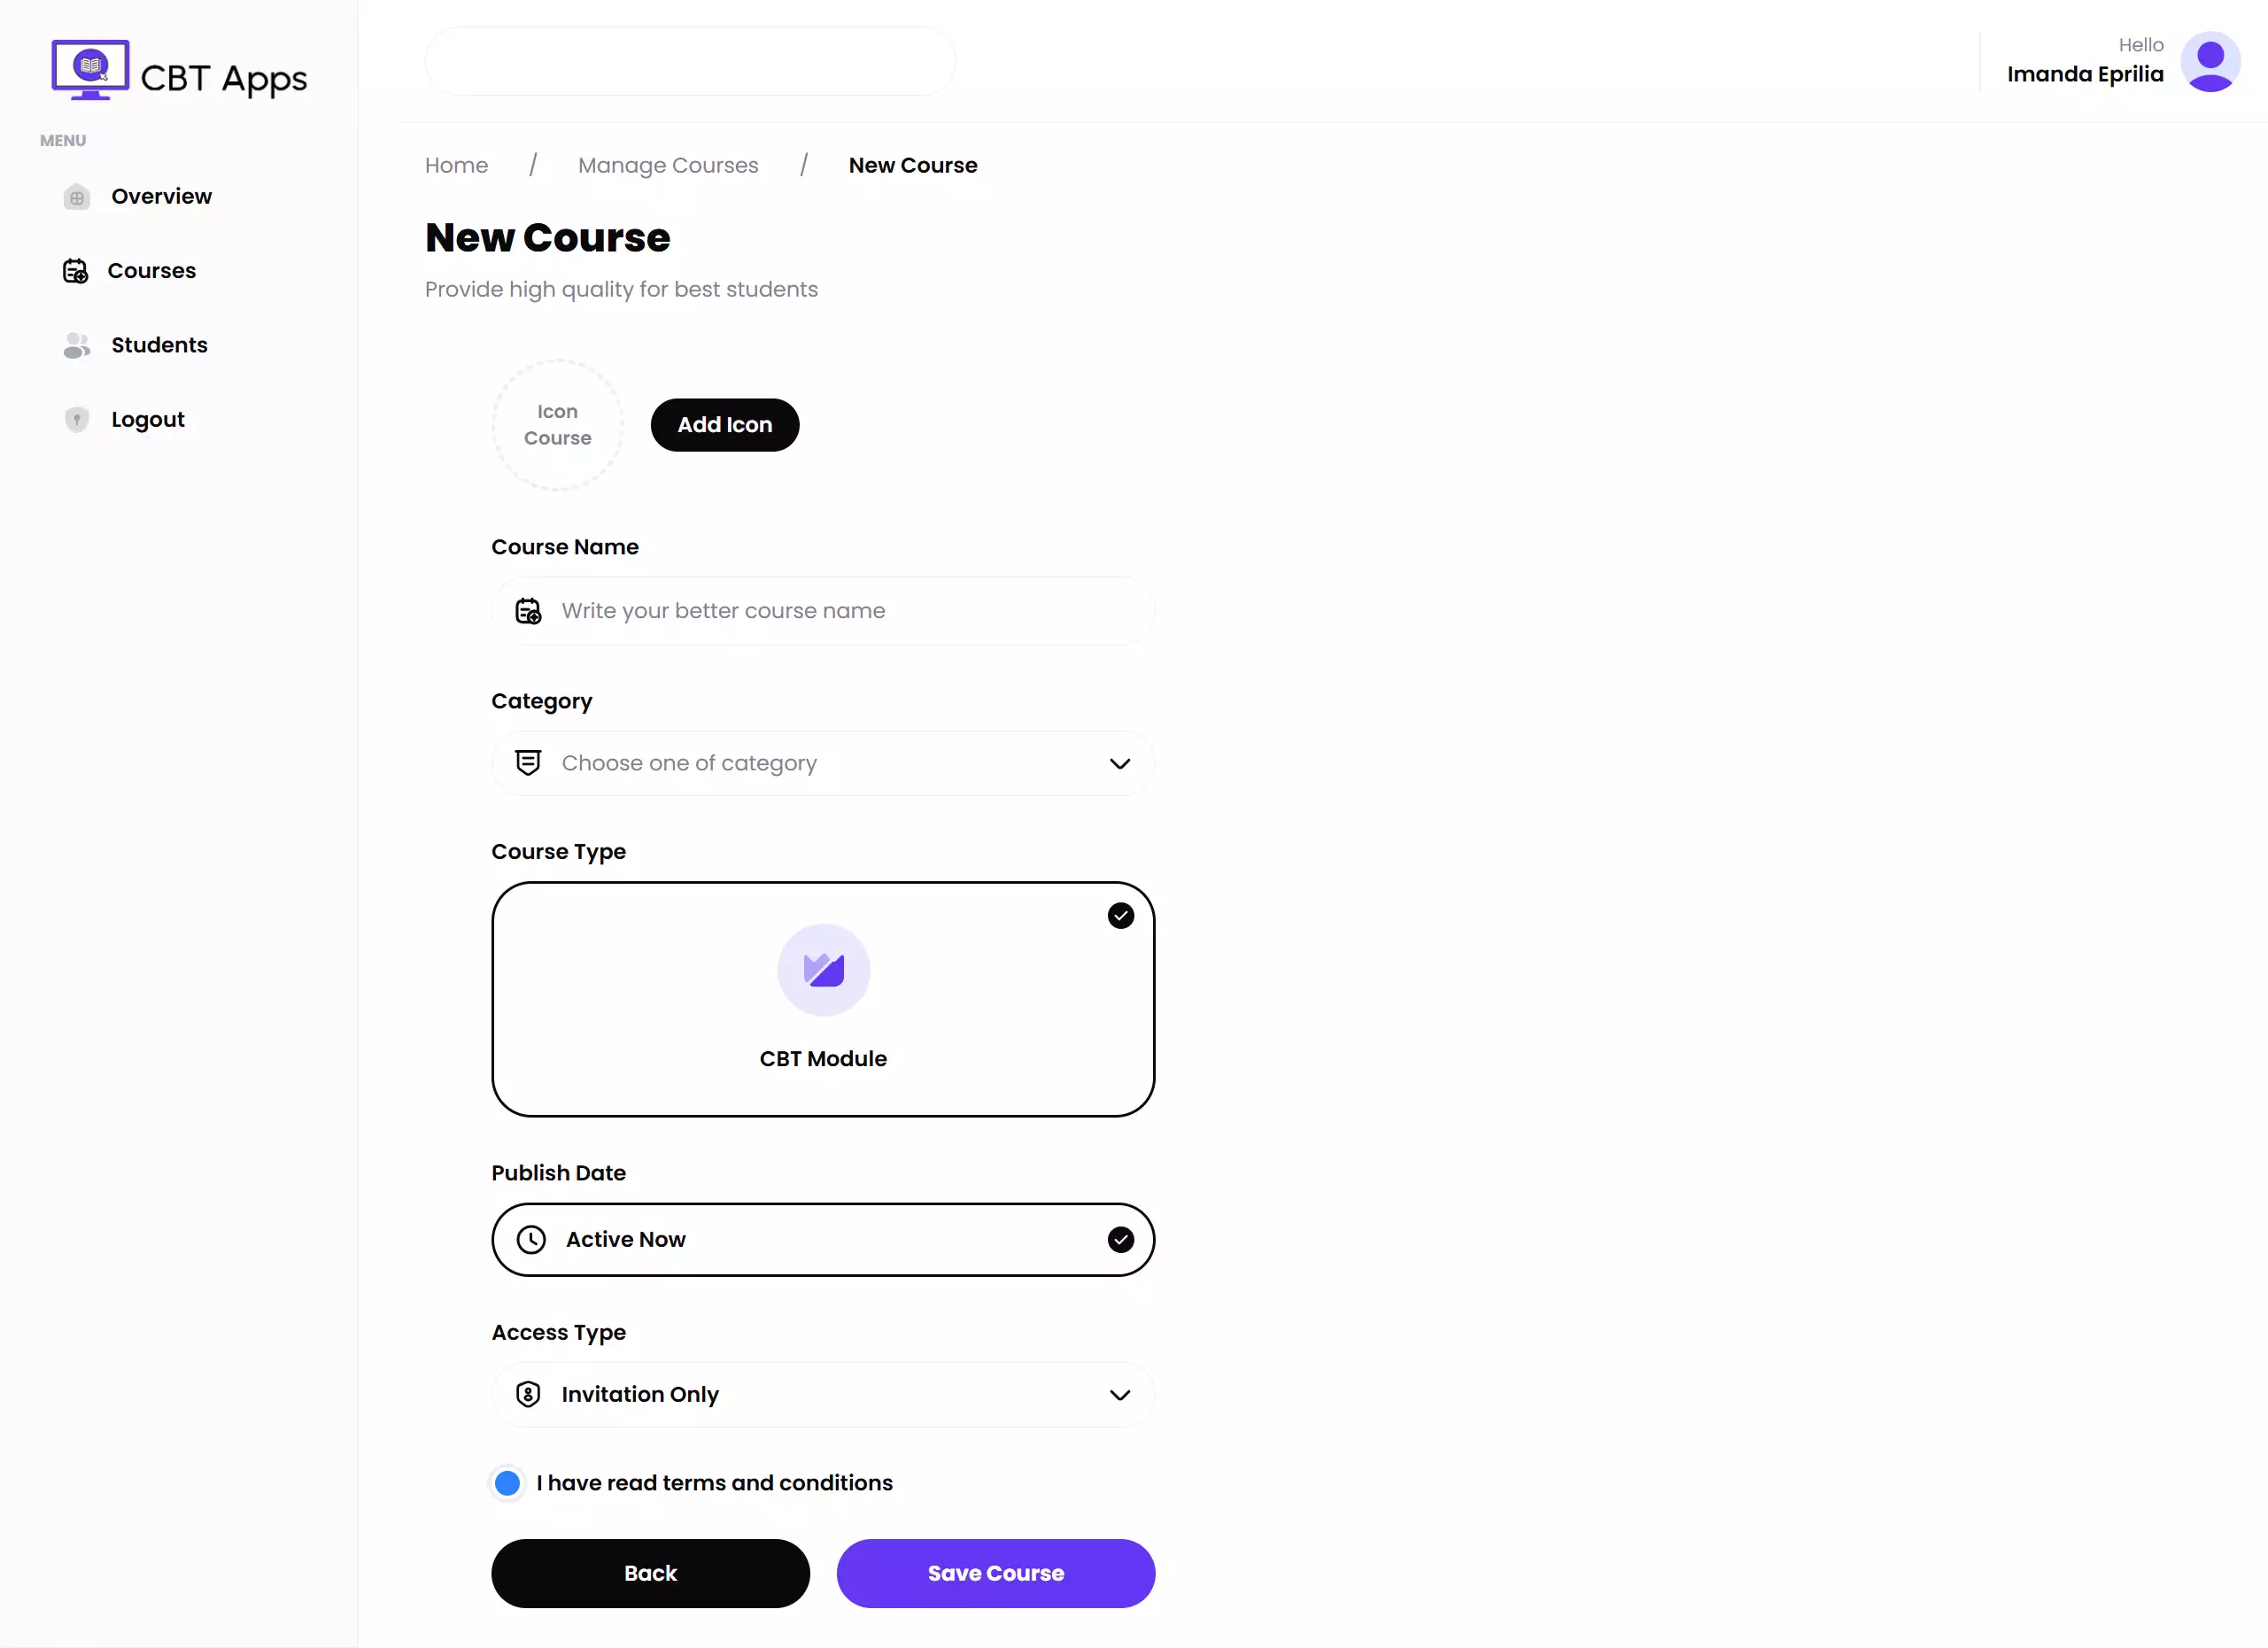 CBT Apps
MENU
Overview
Courses
Students
Logout
Hello
Imanda Eprilia
Home / Manage Courses / New Course
New Course
Provide high quality for best students
Icon
Course
Add Icon
Course Name
Write your better course name
Category
Choose one of category
Course Type
CBT Module
Publish Date
Active Now
Access Type
Invitation Only
I have read terms and conditions
Back
Save Course